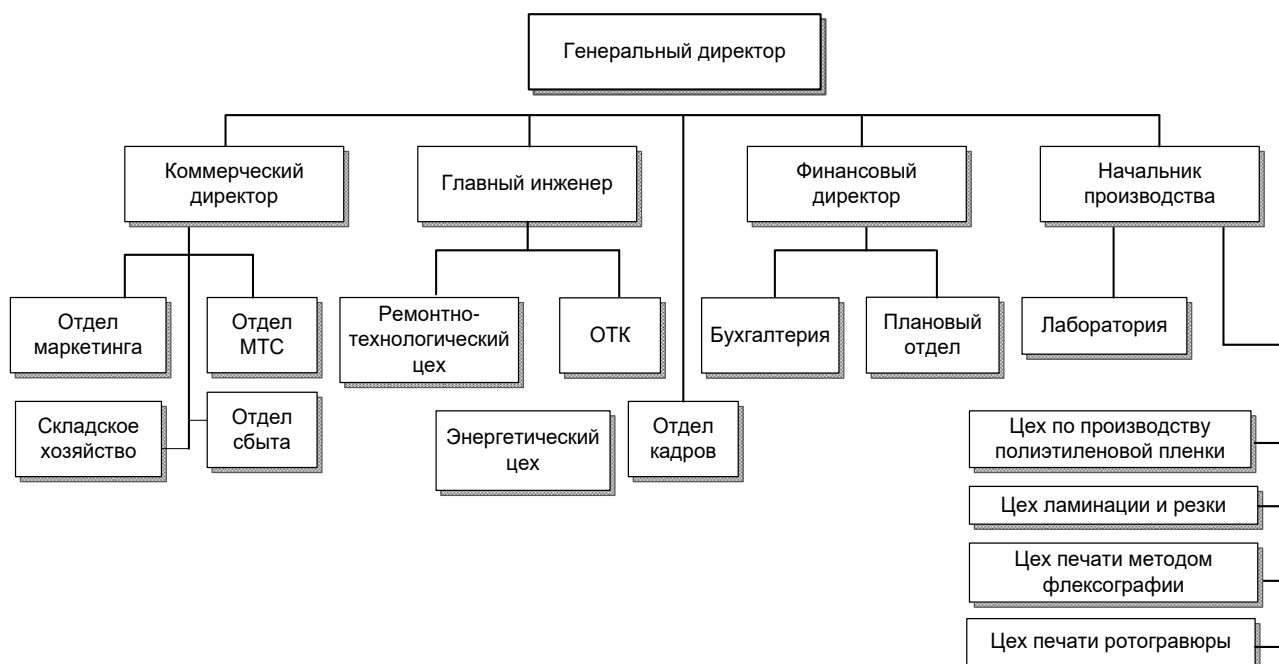 Генеральный директор
Коммерческий
директор
Главный инженер
Финансовый
директор
Начальник
производства
Отдел
маркетинга
Отдел
МТС
Ремонтно-
технологический
цех
ОТК
Бухгалтерия
Плановый
отдел
Лаборатория
Складское
хозяйство
Отдел
сбыта
Энергетический
цех
Отдел
кадров
Цех по производству
полиэтиленовой пленки
Цех ламинации и резки
Цех печати методом
флексографии
Цех печати ротогравюры